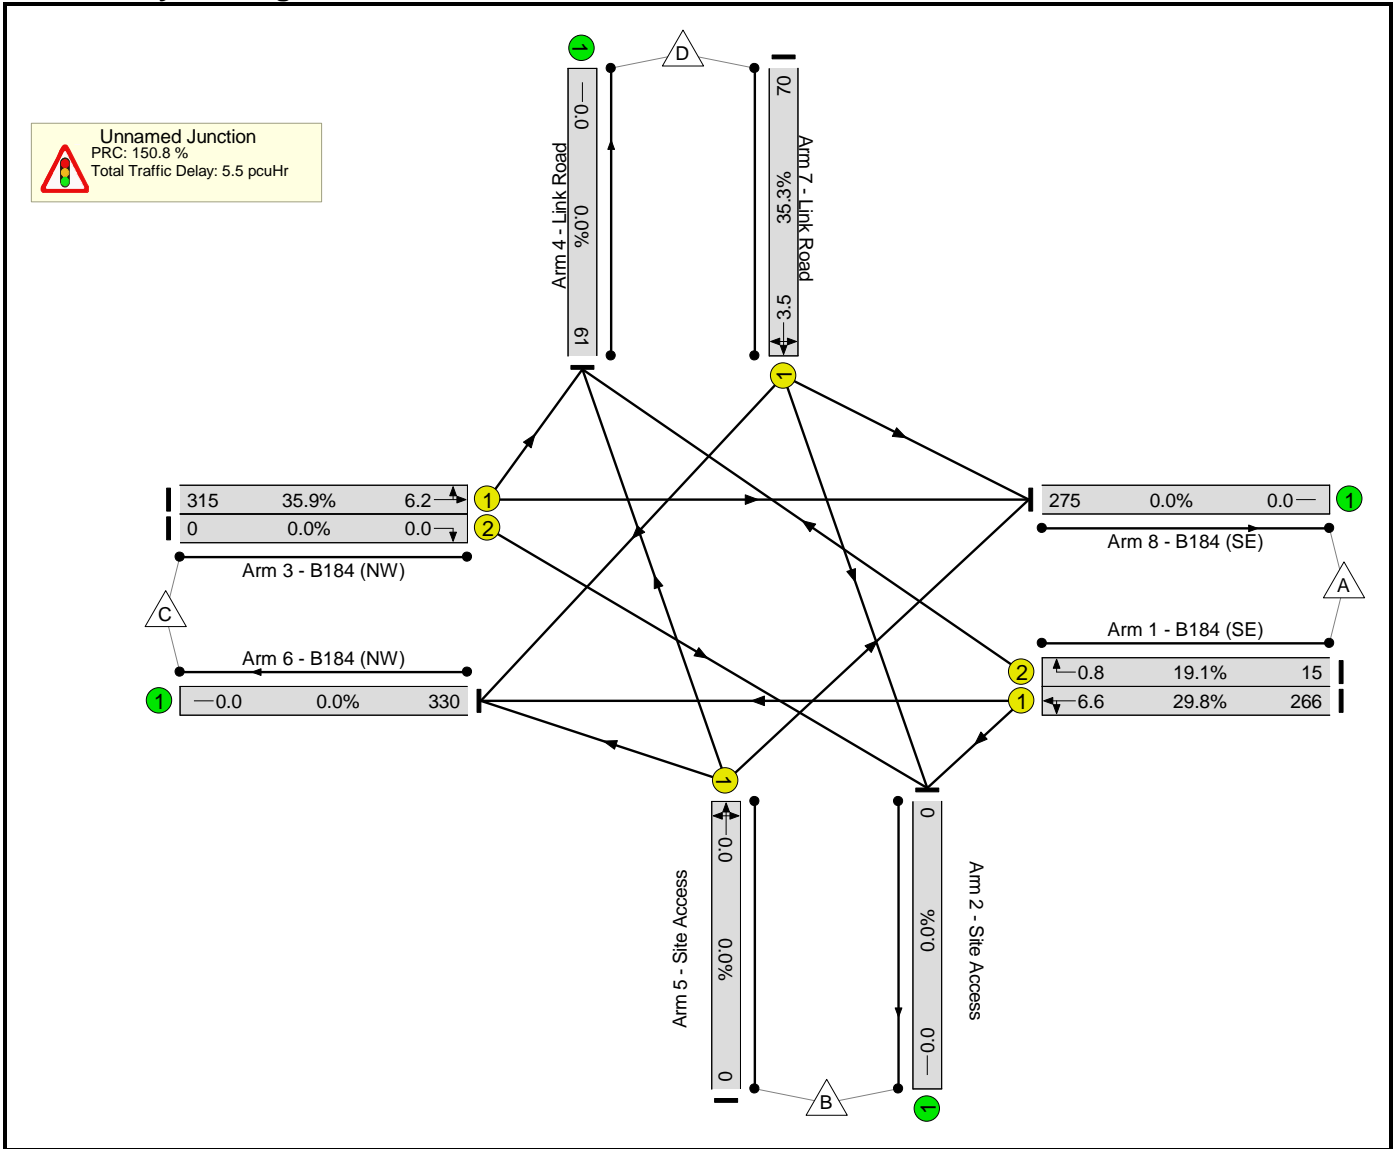 Unnamed Junction
PRC: 150.8 %
Total Traffic Delay: 5.5 pcuHr
1
D
Arm 4 - Link Road
0.0
0.0%
61
70
35.3%
3.5
Arm 7 - Link Road
1
315 35.9% 6.2 1
0 0.0% 0.0 2
Arm 3 - B184 (NW)
C
Arm 6 - B184 (NW)
1 0.0 0.0% 330
275 0.0% 0.0 1
Arm 8 - B184 (SE)
A
Arm 1 - B184 (SE)
2 0.8 19.1% 15
1 6.6 29.8% 266
1
Arm 5 - Site Access
0.0
0.0%
0
0
0.0%
0.0
Arm 2 - Site Access
B
1